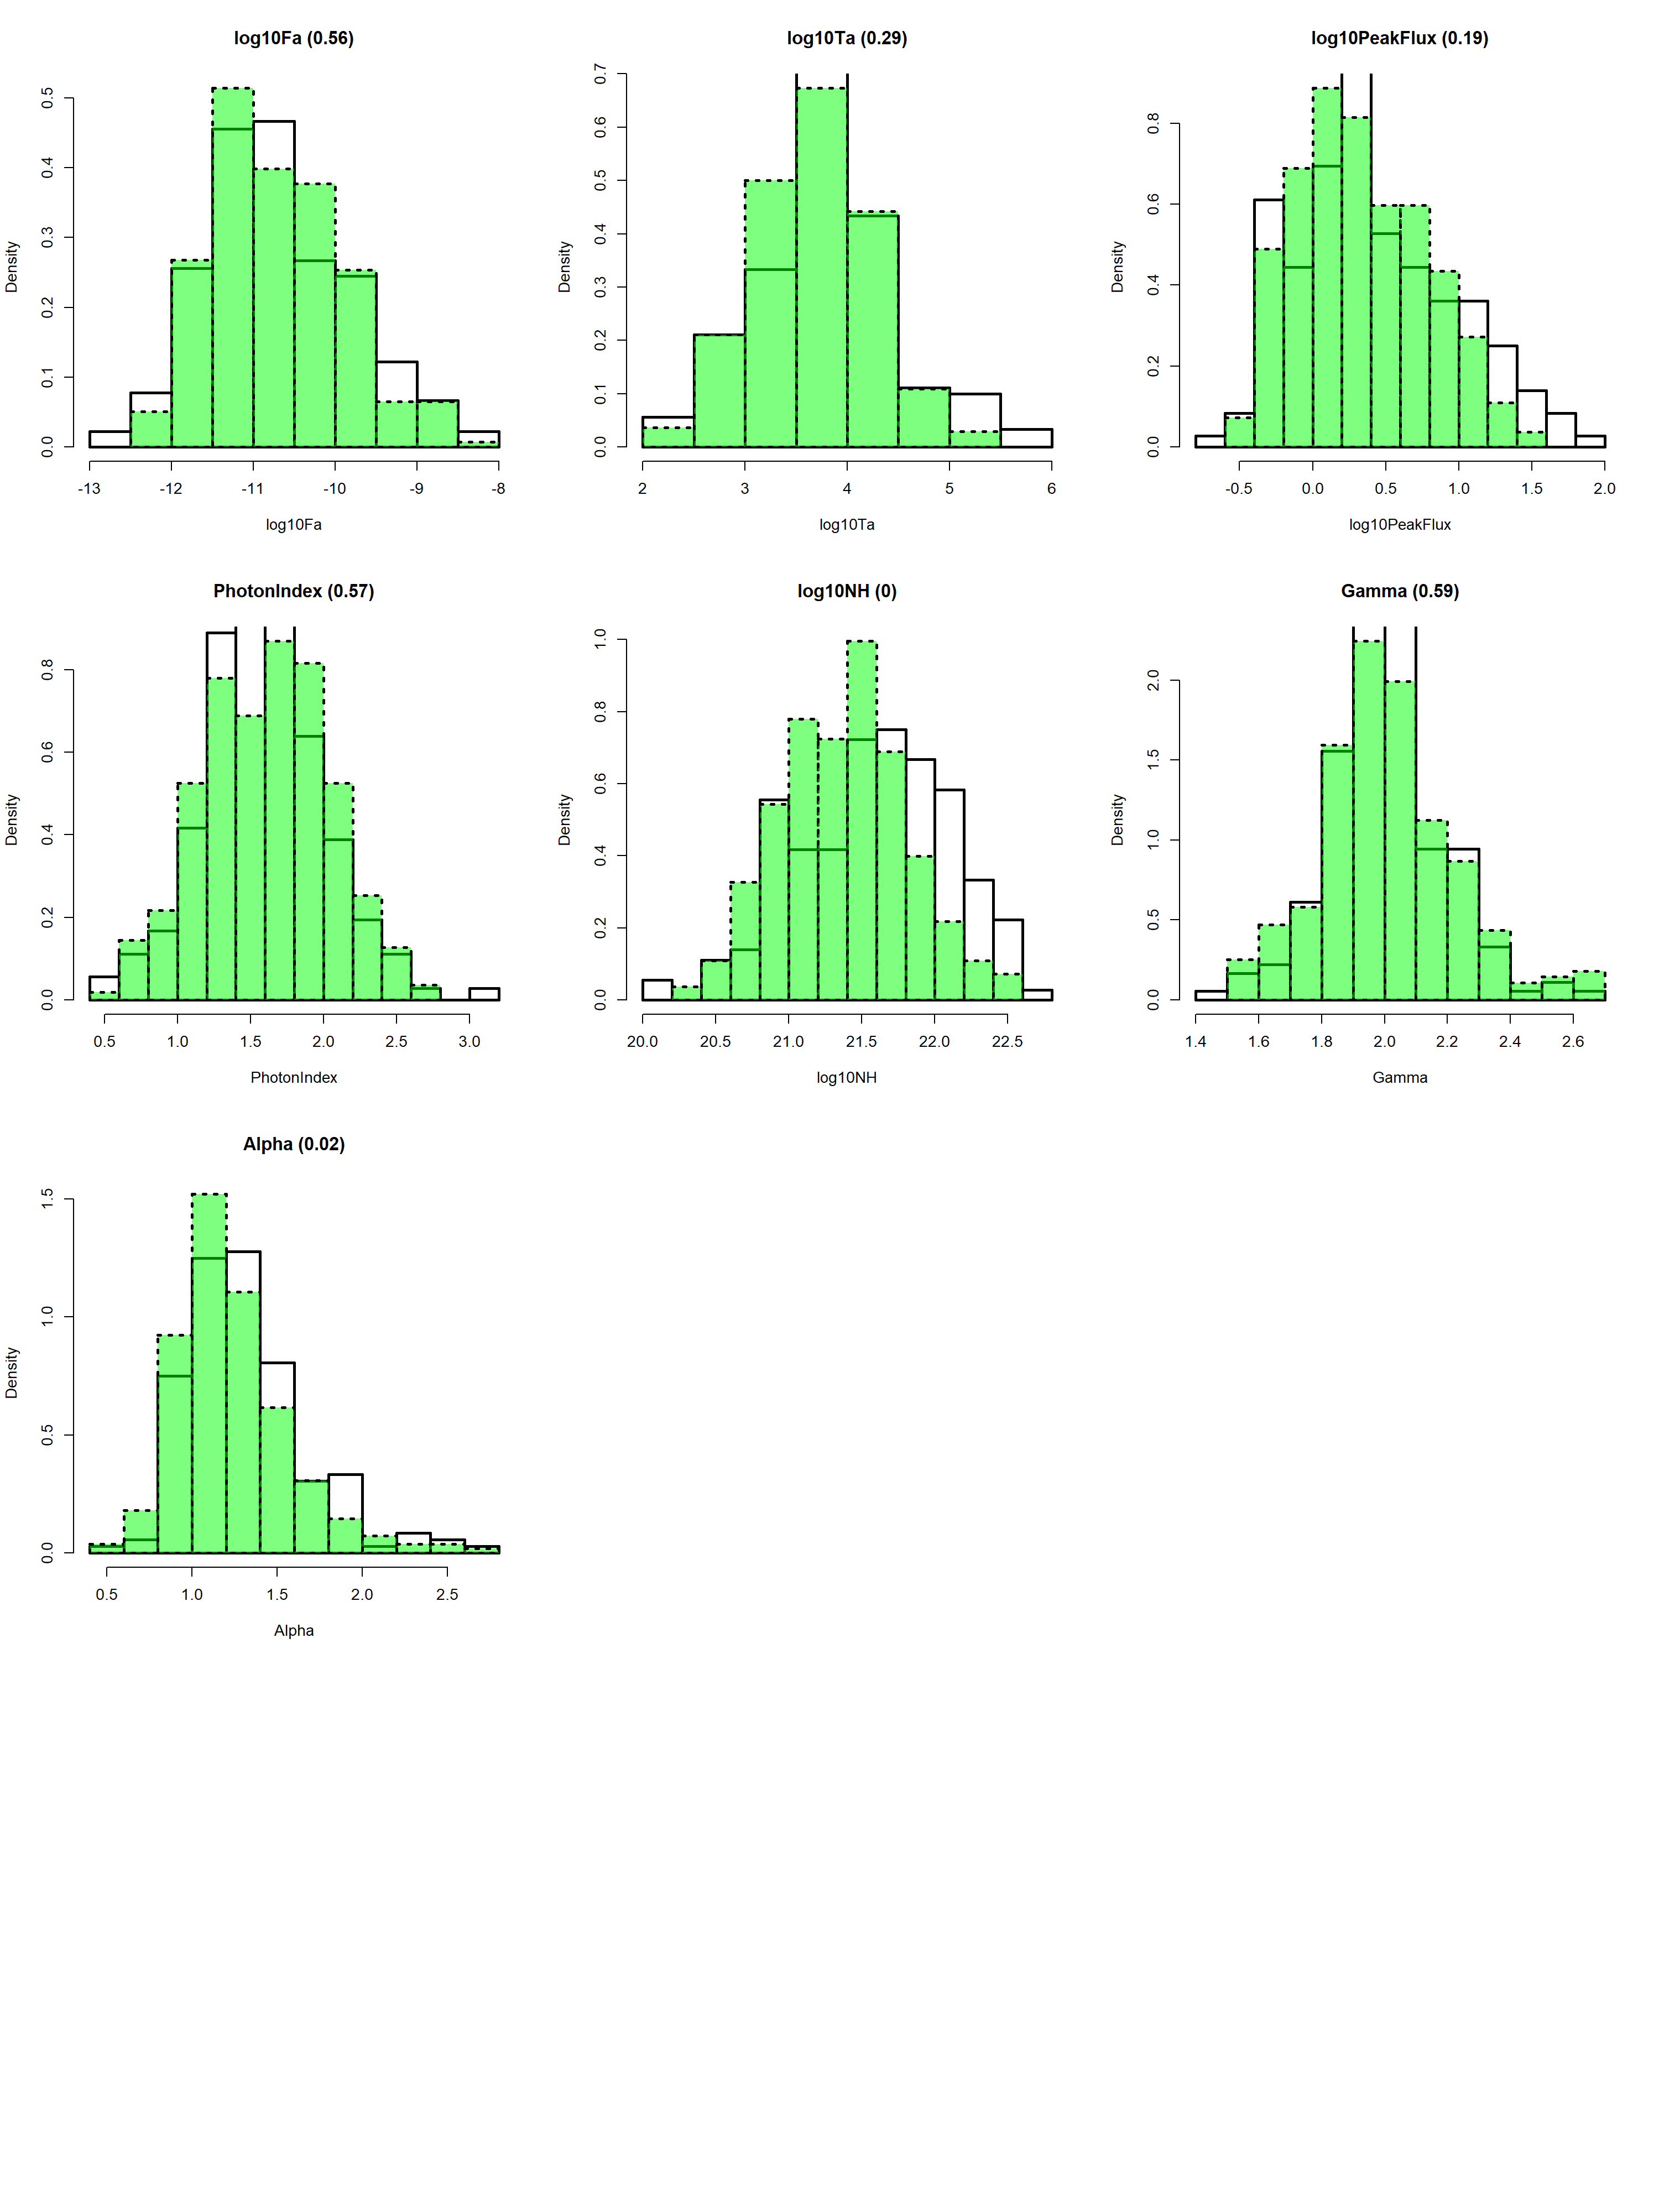 log10Fa (0.56)
Density
0.0 0.1 0.2 0.3 0.4 0.5
-13 -12 -11 -10 -9 -8
log10Fa
log10Ta (0.29)
Density
0.0 0.1 0.2 0.3 0.4 0.5 0.6 0.7
2 3 4 5 6
log10Ta
log10PeakFlux (0.19)
Density
0.0 0.2 0.4 0.6 0.8
-0.5 0.0 0.5 1.0 1.5 2.0
log10PeakFlux
PhotonIndex (0.57)
Density
0.0 0.2 0.4 0.6 0.8
0.5 1.0 1.5 2.0 2.5 3.0
PhotonIndex
log10NH (0)
Density
0.0 0.2 0.4 0.6 0.8 1.0
20.0 20.5 21.0 21.5 22.0 22.5
log10NH
Gamma (0.59)
Density
0.0 0.5 1.0 1.5 2.0
1.4 1.6 1.8 2.0 2.2 2.4 2.6
Gamma
Alpha (0.02)
Density
0.0 0.5 1.0 1.5
0.5 1.0 1.5 2.0 2.5
Alpha